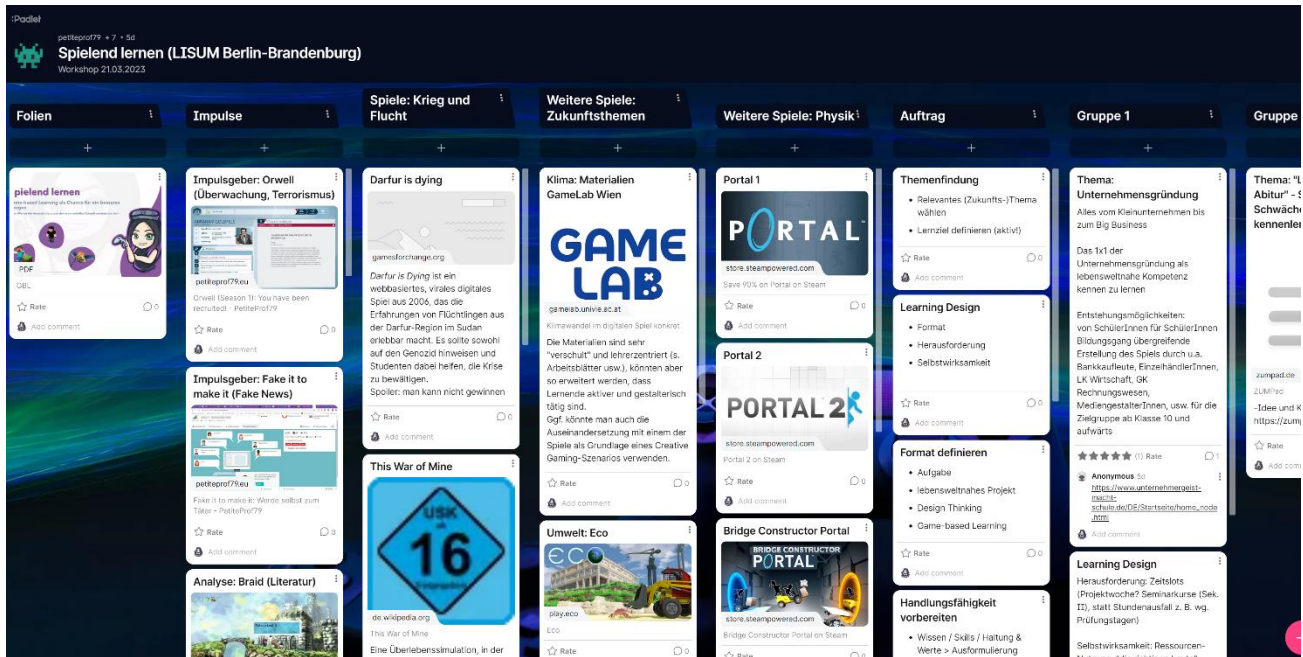 :Padlet
petiteprof79 + 7 • 5d
Spielend lernen (LISUM Berlin-Brandenburg)
Workshop 21.03.2023
Folien
pielend lernen
PDF
GBL
Rate
0
Add comment
Impulse
Impulsgeber: Orwell
(Überwachung, Terrorismus)
petiteprof79.eu
Orwell (Season 1): You have been
recruited! - PetiteProf79
Rate
0
Add comment
Impulsgeber: Fake it to
make it (Fake News)
petiteprof79.eu
Fake it to make it: Werde selbst zum
Täter - PetiteProf79
Rate
0
Add comment
Analyse: Braid (Literatur)
Spiele: Krieg und
Flucht
Darfur is dying
gamesforchange.org
Darfur is Dying ist ein
webbasiertes, virales digitales
Spiel aus 2006, das die
Erfahrungen von Flüchtlingen aus
der Darfur-Region im Sudan
erlebbar macht. Es sollte sowohl
auf den Genozid hinweisen und
Studenten dabei helfen, die Krise
zu bewältigen.
Spoiler: man kann nicht gewinnen
Rate
0
Add comment
This War of Mine
USK
ab
16
freigegeben
de.wikipedia.org
This War of Mine
Eine Überlebenssimulation, in der
Weitere Spiele:
Zukunftsthemen
Klima: Materialien
GameLab Wien
GAME
LAB
gamelab.univie.ac.at
Klimawandel im digitalen Spiel konkret
Die Materialien sind sehr
"verschult" und lehrerzentriert (s.
Arbeitsblätter usw.), könnten aber
so erweitert werden, dass
Lernende aktiver und gestalterisch
tätig sind.
Ggf. könnte man auch die
Auseinandersetzung mit einem der
Spiele als Grundlage eines Creative
Gaming-Szenarios verwenden.
Rate
0
Add comment
Umwelt: Eco
ECO
play.eco
Eco
Rate
0
Weitere Spiele: Physik
Portal 1
PORTAL
store.steampowered.com
Save 90% on Portal on Steam
Rate
0
Add comment
Portal 2
PORTAL 2
store.steampowered.com
Portal 2 on Steam
Rate
0
Add comment
Bridge Constructor Portal
BRIDGE CONSTRUCTOR
PORTAL
store.steampowered.com
Bridge Constructor Portal on Steam
Rate
0
Auftrag
Themenfindung
• Relevantes (Zukunfts-)Thema
wählen
• Lernziel definieren (aktiv!)
Rate
0
Add comment
Learning Design
• Format
• Herausforderung
• Selbstwirksamkeit
Rate
0
Add comment
Format definieren
• Aufgabe
• lebensweltnahes Projekt
• Design Thinking
• Game-based Learning
Rate
0
Add comment
Handlungsfähigkeit
vorbereiten
• Wissen / Skills / Haltung &
Werte > Ausformulierung
Gruppe 1
Thema:
Unternehmensgründung
Alles vom Kleinunternehmen bis
zum Big Business
Das 1x1 der
Unternehmensgründung als
lebensweltnahe Kompetenz
kennen zu lernen
Entstehungsmöglichkeiten:
von SchülerInnen für SchülerInnen
Bildungsgang übergreifende
Erstellung des Spiels durch u.a.
Bankkaufleute, EinzelhändlerInnen,
LK Wirtschaft, GK
Rechnungswesen,
MediengestalterInnen, usw. für die
Zielgruppe ab Klasse 10 und
aufwärts
(1) Rate
1
Anonymous 5d
https://www.unternehmergeist-
macht-
schule.de/DE/Startseite/home_node
.html
Add comment
Learning Design
Herausforderung: Zeitslots
(Projektwoche? Seminarkurse (Sek.
II), statt Stundenausfall z. B. wg.
Prüfungstagen)
Selbstwirksamkeit: Ressourcen-
Gruppe
Thema: "L
Abitur" - S
Schwäche
kennenler
zumpad.de
ZUMPad
-Idee und K
https://zump
Rate
Add com